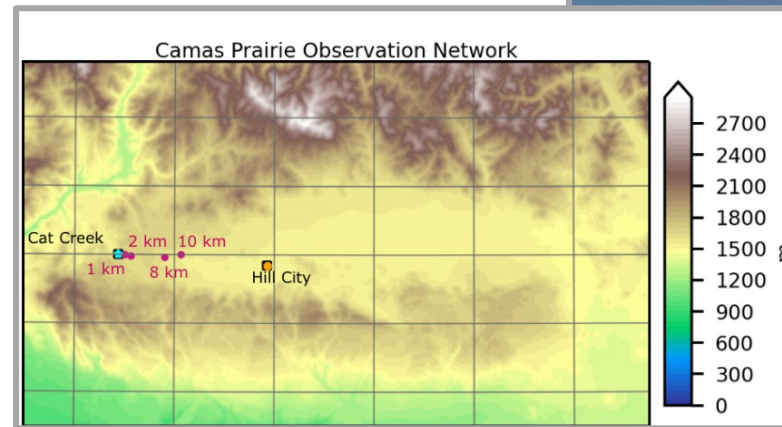 Camas Prairie Observation Network
Cat Creek
2 km
10 km
1 km
8 km
Hill City
2700
2400
2100
1800
1500
1200
900
600
300
0